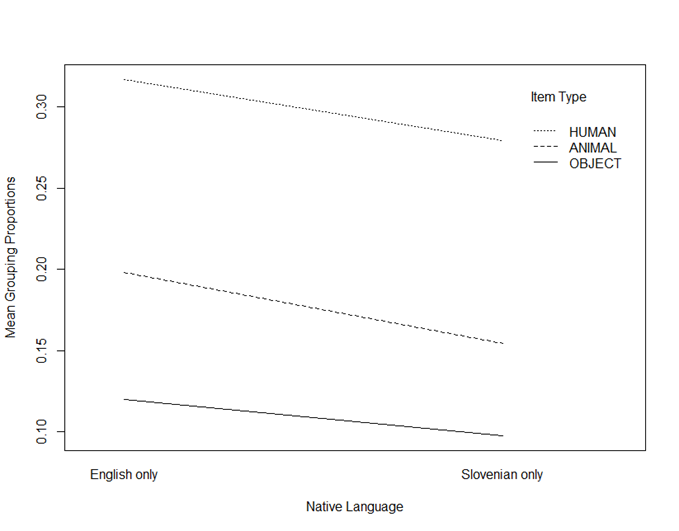 Item Type
HUMAN
ANIMAL
OBJECT
Mean Grouping Proportions
0.30
0.25
0.20
0.15
0.10
English only
Slovenian only
Native Language